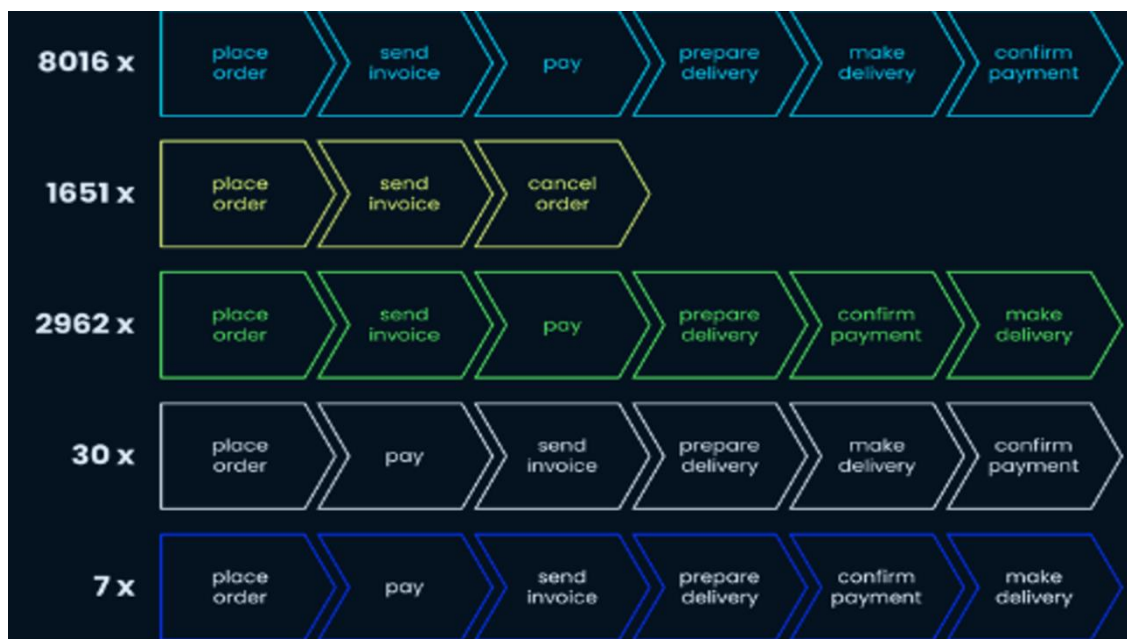 8016 x
place order
send invoice
pay
prepare delivery
make delivery
confirm payment
1651 x
place order
send invoice
cancel order
2962 x
place order
send invoice
pay
prepare delivery
confirm payment
make delivery
30 x
place order
pay
send invoice
prepare delivery
make delivery
confirm payment
7 x
place order
pay
send invoice
prepare delivery
confirm payment
make delivery